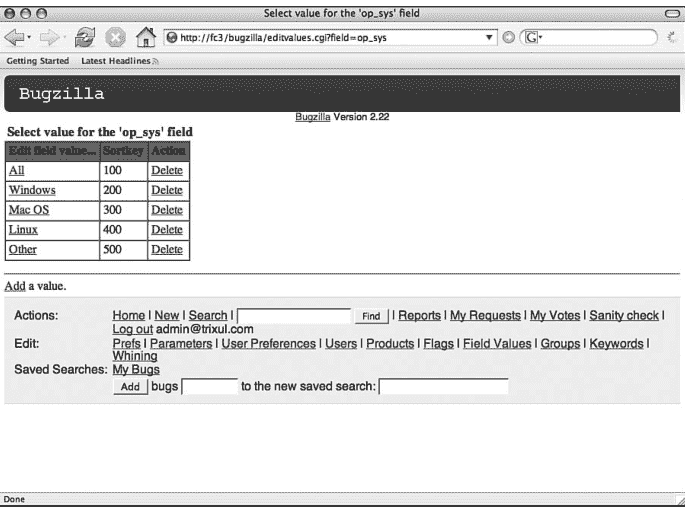 Select value for the 'op_sys' field
http://fc3/bugzilla/editvalues.cgi?field=op_sys
G
Getting Started Latest Headlines
Bugzilla
Bugzilla Version 2.22
Select value for the 'op_sys' field
Edit field value... Sortkey Action
All 100 Delete
Windows 200 Delete
Mac OS 300 Delete
Linux 400 Delete
Other 500 Delete
Add a value.
Actions: Home | New | Search | Find | Reports | My Requests | My Votes | Sanity check |
Log out admin@trixul.com
Edit: Prefs | Parameters | User Preferences | Users | Products | Flags | Field Values | Groups | Keywords |
Whining
Saved Searches: My Bugs
Add bugs to the new saved search:
Done